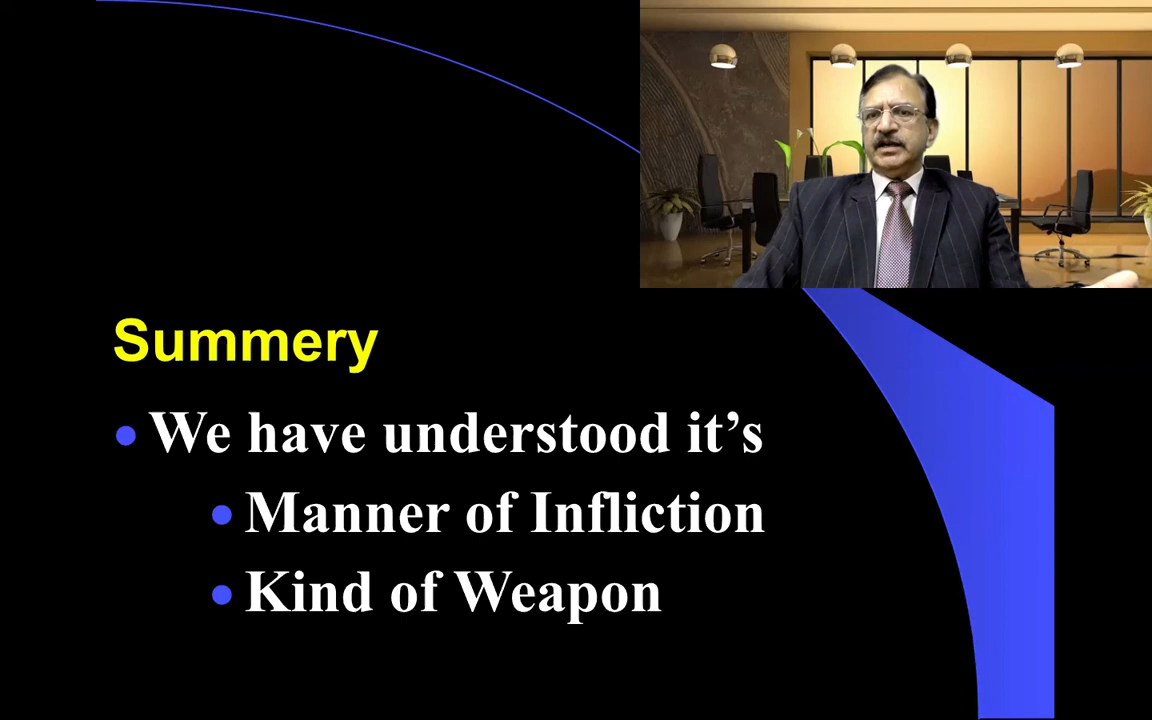 Summery
We have understood it’s
Manner of Infliction
Kind of Weapon